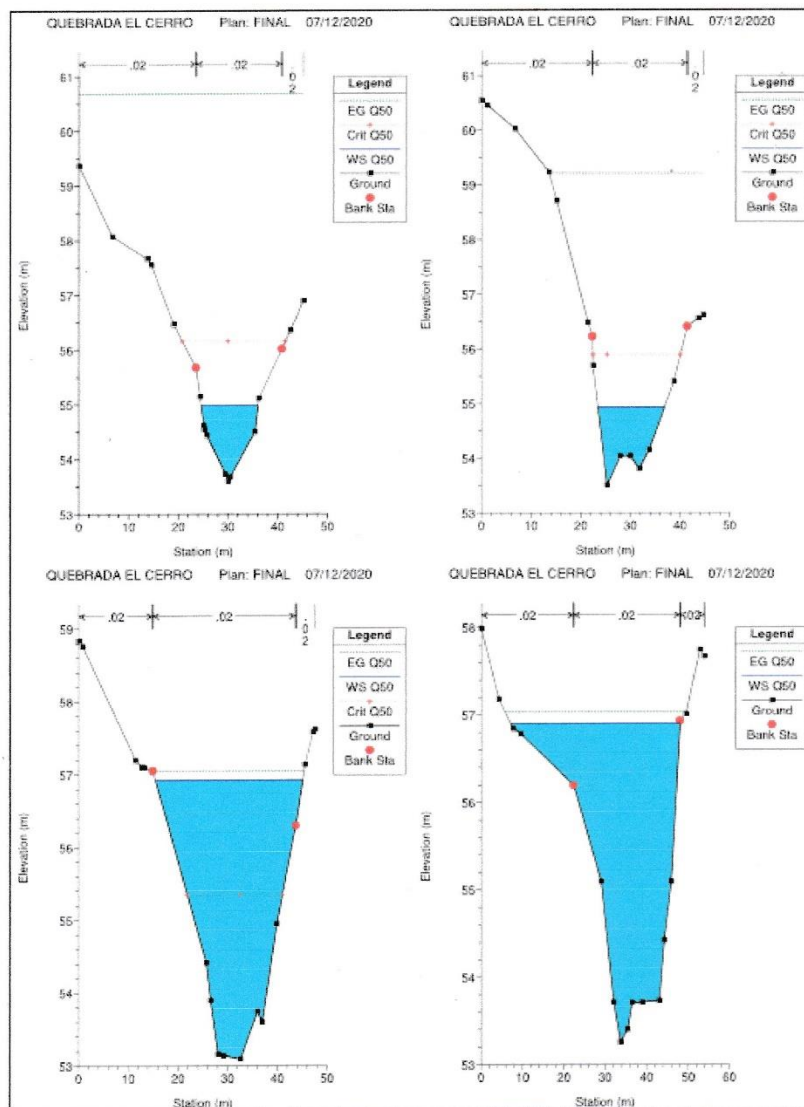 QUEBRADA EL CERRO Plan: FINAL 07/12/2020
.02 .02 .02
Legend
EG Q50
Crit Q50
WS Q50
Ground
Bank Sta
61
60
59
58
57
56
55
54
53
Elevation (m)
0 10 20 30 40 50
Station (m)
QUEBRADA EL CERRO Plan: FINAL 07/12/2020
.02 .02 .02
Legend
EG Q50
Crit Q50
WS Q50
Ground
Bank Sta
61
60
59
58
57
56
55
54
53
Elevation (m)
0 10 20 30 40 50
Station (m)
QUEBRADA EL CERRO Plan: FINAL 07/12/2020
.02 .02 .02
Legend
EG Q50
WS Q50
Crit Q50
Ground
Bank Sta
59
58
57
56
55
54
53
Elevation (m)
0 10 20 30 40 50
Station (m)
QUEBRADA EL CERRO Plan: FINAL 07/12/2020
.02 .02 .02
Legend
EG Q50
WS Q50
Ground
Bank Sta
58
57
56
55
54
53
Elevation (m)
0 10 20 30 40 50 60
Station (m)